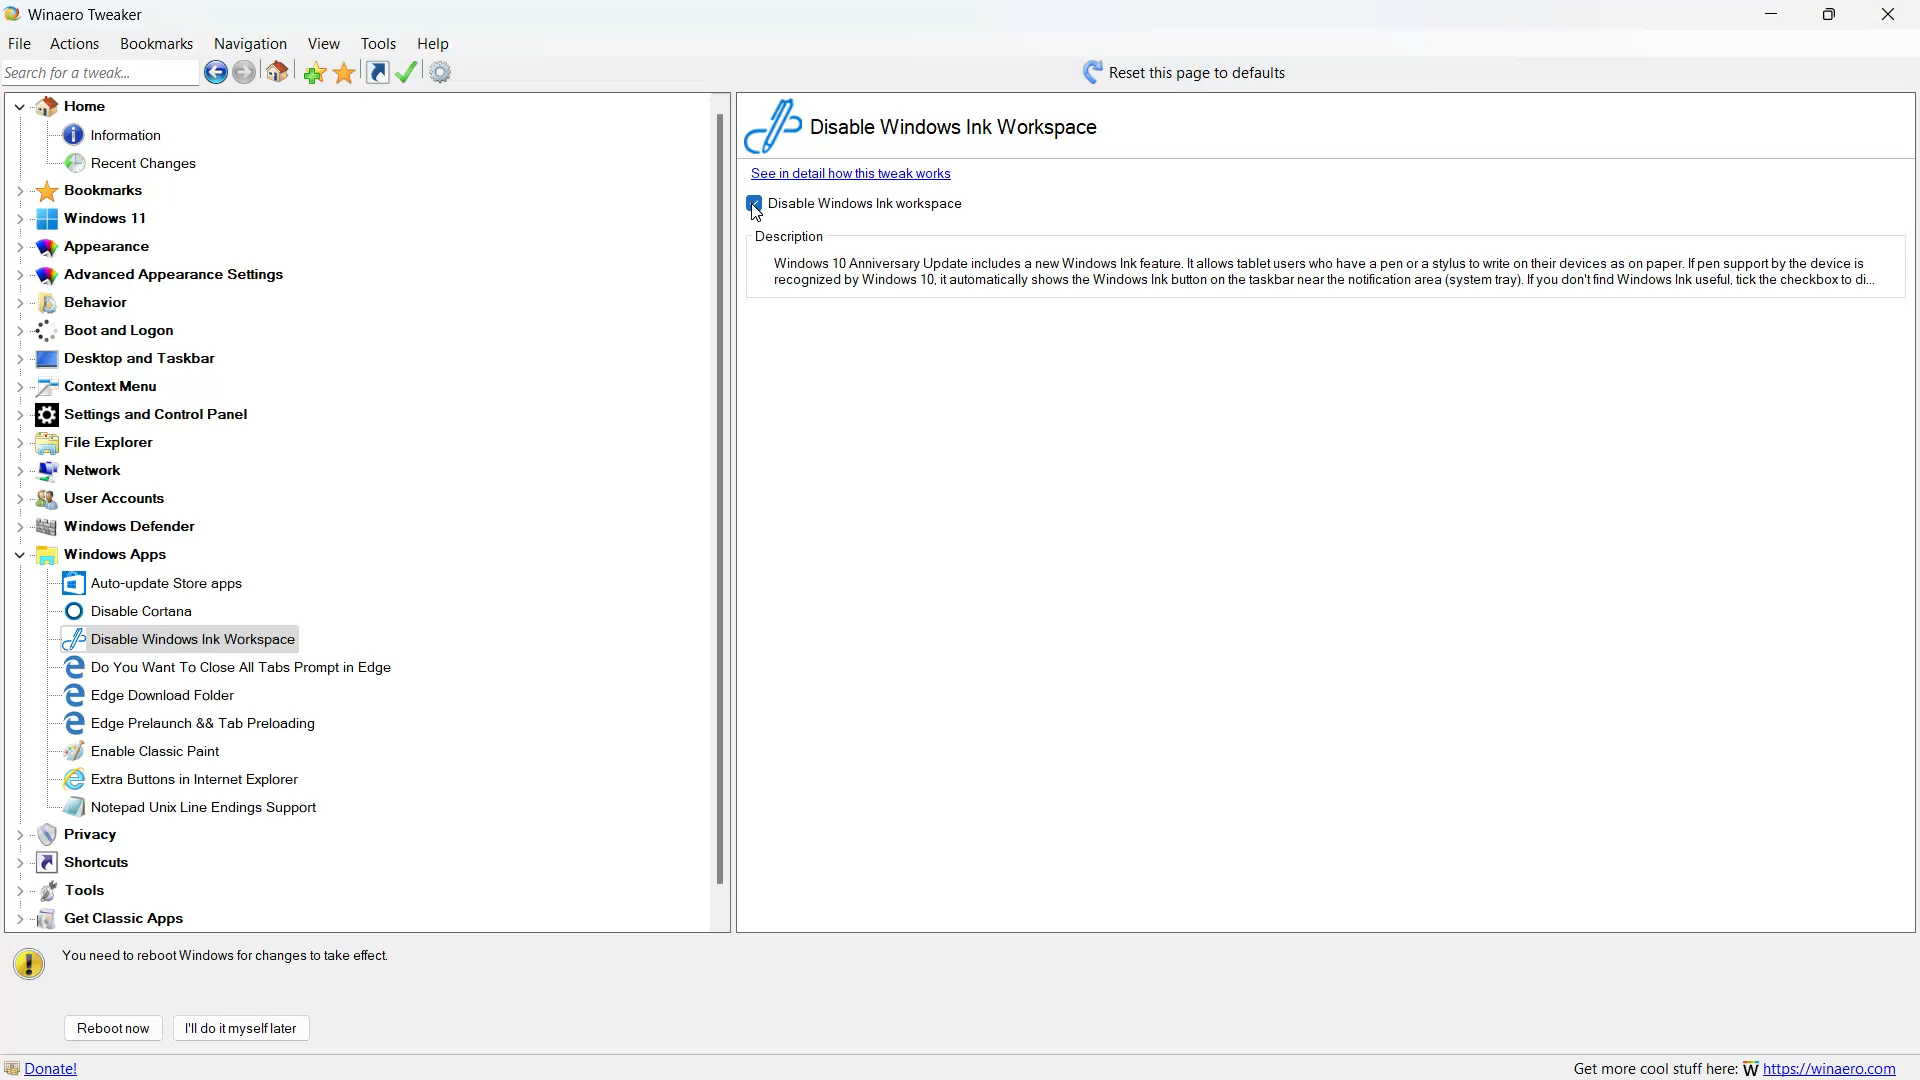 Winaero Tweaker
File Actions Bookmarks Navigation View Tools Help
Search for a tweak...
Reset this page to defaults
Home
Information
Recent Changes
Bookmarks
Windows 11
Appearance
Advanced Appearance Settings
Behavior
Boot and Logon
Desktop and Taskbar
Context Menu
Settings and Control Panel
File Explorer
Network
User Accounts
Windows Defender
Windows Apps
Auto-update Store apps
Disable Cortana
Disable Windows Ink Workspace
Do You Want To Close All Tabs Prompt in Edge
Edge Download Folder
Edge Prelaunch && Tab Preloading
Enable Classic Paint
Extra Buttons in Internet Explorer
Notepad Unix Line Endings Support
Privacy
Shortcuts
Tools
Get Classic Apps
Disable Windows Ink Workspace
See in detail how this tweak works
Disable Windows Ink workspace
Description
Windows 10 Anniversary Update includes a new Windows Ink feature. It allows tablet users who have a pen or a stylus to write on their devices as on paper. If pen support by the device is
recognized by Windows 10, it automatically shows the Windows Ink button on the taskbar near the notification area (system tray). If you don't find Windows Ink useful, tick the checkbox to di...
You need to reboot Windows for changes to take effect.
Reboot now
I'll do it myself later
Donate!
Get more cool stuff here: W https://winaero.com